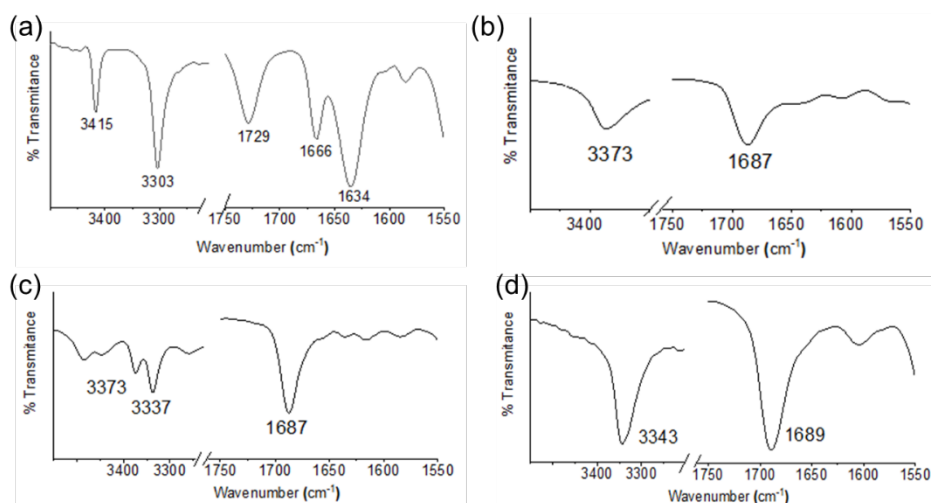 (a)
% Transmitance
3415
3303
1729
1666
1634
3400 3300 1750 1700 1650 1600 1550
Wavenumber (cm-1)
(b)
% Transmitance
3373
1687
3400 1750 1700 1650 1600 1550
Wavenumber (cm-1)
(c)
% Transmitance
3373
3337
1687
3400 3300 1750 1700 1650 1600 1550
Wavenumber (cm-1)
(d)
% Transmitance
3343
1689
3400 3300 1750 1700 1650 1600 1550
Wavenumber (cm-1)